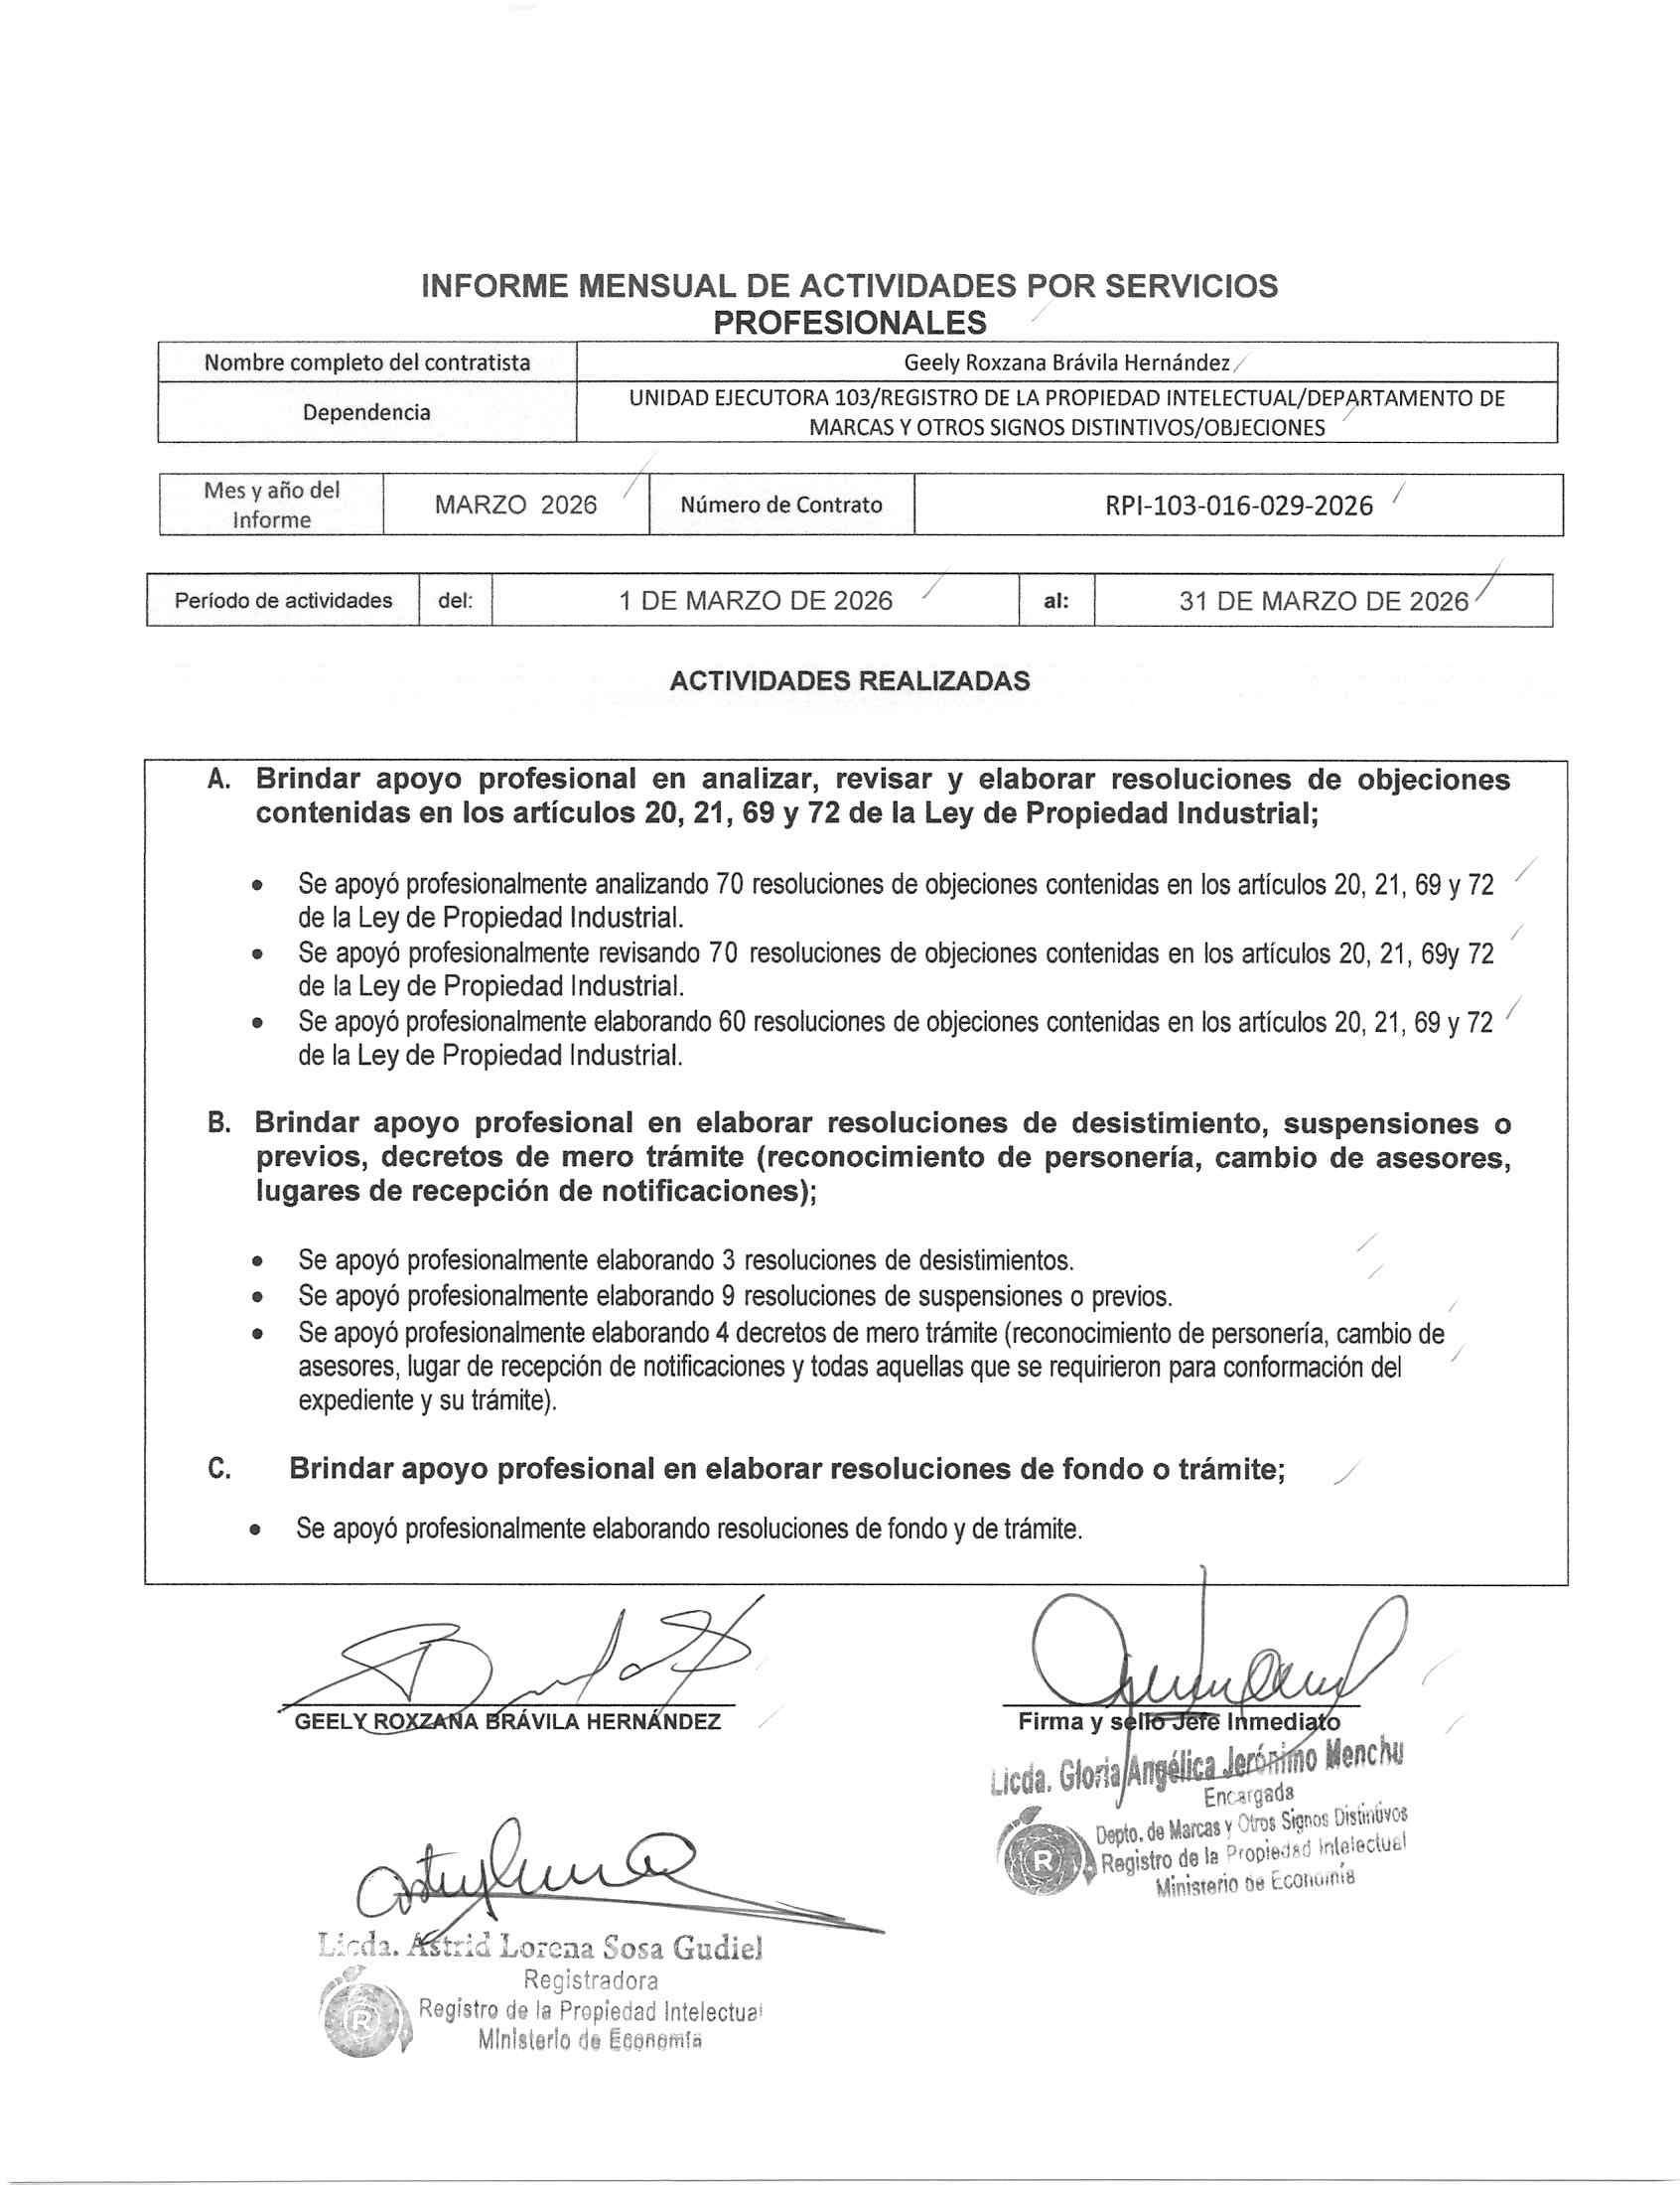 INFORME MENSUAL DE ACTIVIDADES POR SERVICIOS
PROFESIONALES
Nombre completo del contratista
Geely Roxzana Brávila Hernández
Dependencia
UNIDAD EJECUTORA 103/REGISTRO DE LA PROPIEDAD INTELECTUAL/DEPARTAMENTO DE
MARCAS Y OTROS SIGNOS DISTINTIVOS/OBJECIONES
Mes y año del
Informe
MARZO 2026
Número de Contrato
RPI-103-016-029-2026
Período de actividades
del:
1 DE MARZO DE 2026
al:
31 DE MARZO DE 2026
ACTIVIDADES REALIZADAS
A. Brindar apoyo profesional en analizar, revisar y elaborar resoluciones de objeciones
contenidas en los artículos 20, 21, 69 y 72 de la Ley de Propiedad Industrial;
• Se apoyó profesionalmente analizando 70 resoluciones de objeciones contenidas en los artículos 20, 21, 69 y 72
de la Ley de Propiedad Industrial.
• Se apoyó profesionalmente revisando 70 resoluciones de objeciones contenidas en los artículos 20, 21, 69y 72
de la Ley de Propiedad Industrial.
• Se apoyó profesionalmente elaborando 60 resoluciones de objeciones contenidas en los artículos 20, 21, 69 y 72
de la Ley de Propiedad Industrial.
B. Brindar apoyo profesional en elaborar resoluciones de desistimiento, suspensiones o
previos, decretos de mero trámite (reconocimiento de personería, cambio de asesores,
lugares de recepción de notificaciones);
• Se apoyó profesionalmente elaborando 3 resoluciones de desistimientos.
• Se apoyó profesionalmente elaborando 9 resoluciones de suspensiones o previos.
• Se apoyó profesionalmente elaborando 4 decretos de mero trámite (reconocimiento de personería, cambio de
asesores, lugar de recepción de notificaciones y todas aquellas que se requirieron para conformación del
expediente y su trámite).
C. Brindar apoyo profesional en elaborar resoluciones de fondo o trámite;
• Se apoyó profesionalmente elaborando resoluciones de fondo y de trámite.
GEELY ROXZANA BRÁVILA HERNÁNDEZ
Firma y sello Jefe Inmediato
Licda. Gloria Angélica Jerónimo Menchu
Encargada
Depto. de Marcas y Otros Signos Distintivos
Registro de la Propiedad Intelectual
Ministerio de Economía
R
Licda. Astrid Lorena Sosa Gudiel
Registradora
Registro de la Propiedad Intelectual
Ministerio de Economía
R